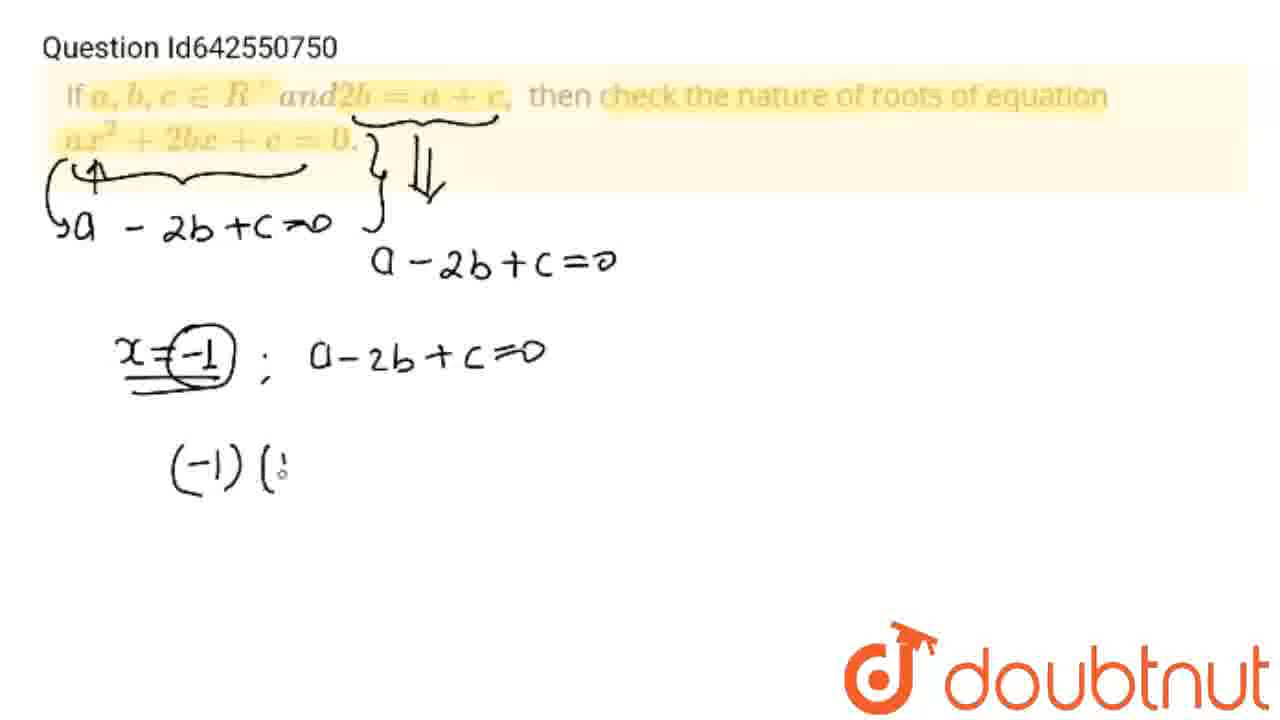 Question Id642550750
If a, b, c ∈ R⁺ and 2b = a + c, then check the nature of roots of equation
ax² + 2bx + c = 0.
a - 2b + c = 0
a - 2b + c = 0
x = -1 ; a - 2b + c = 0
(-1) (
doubtnut